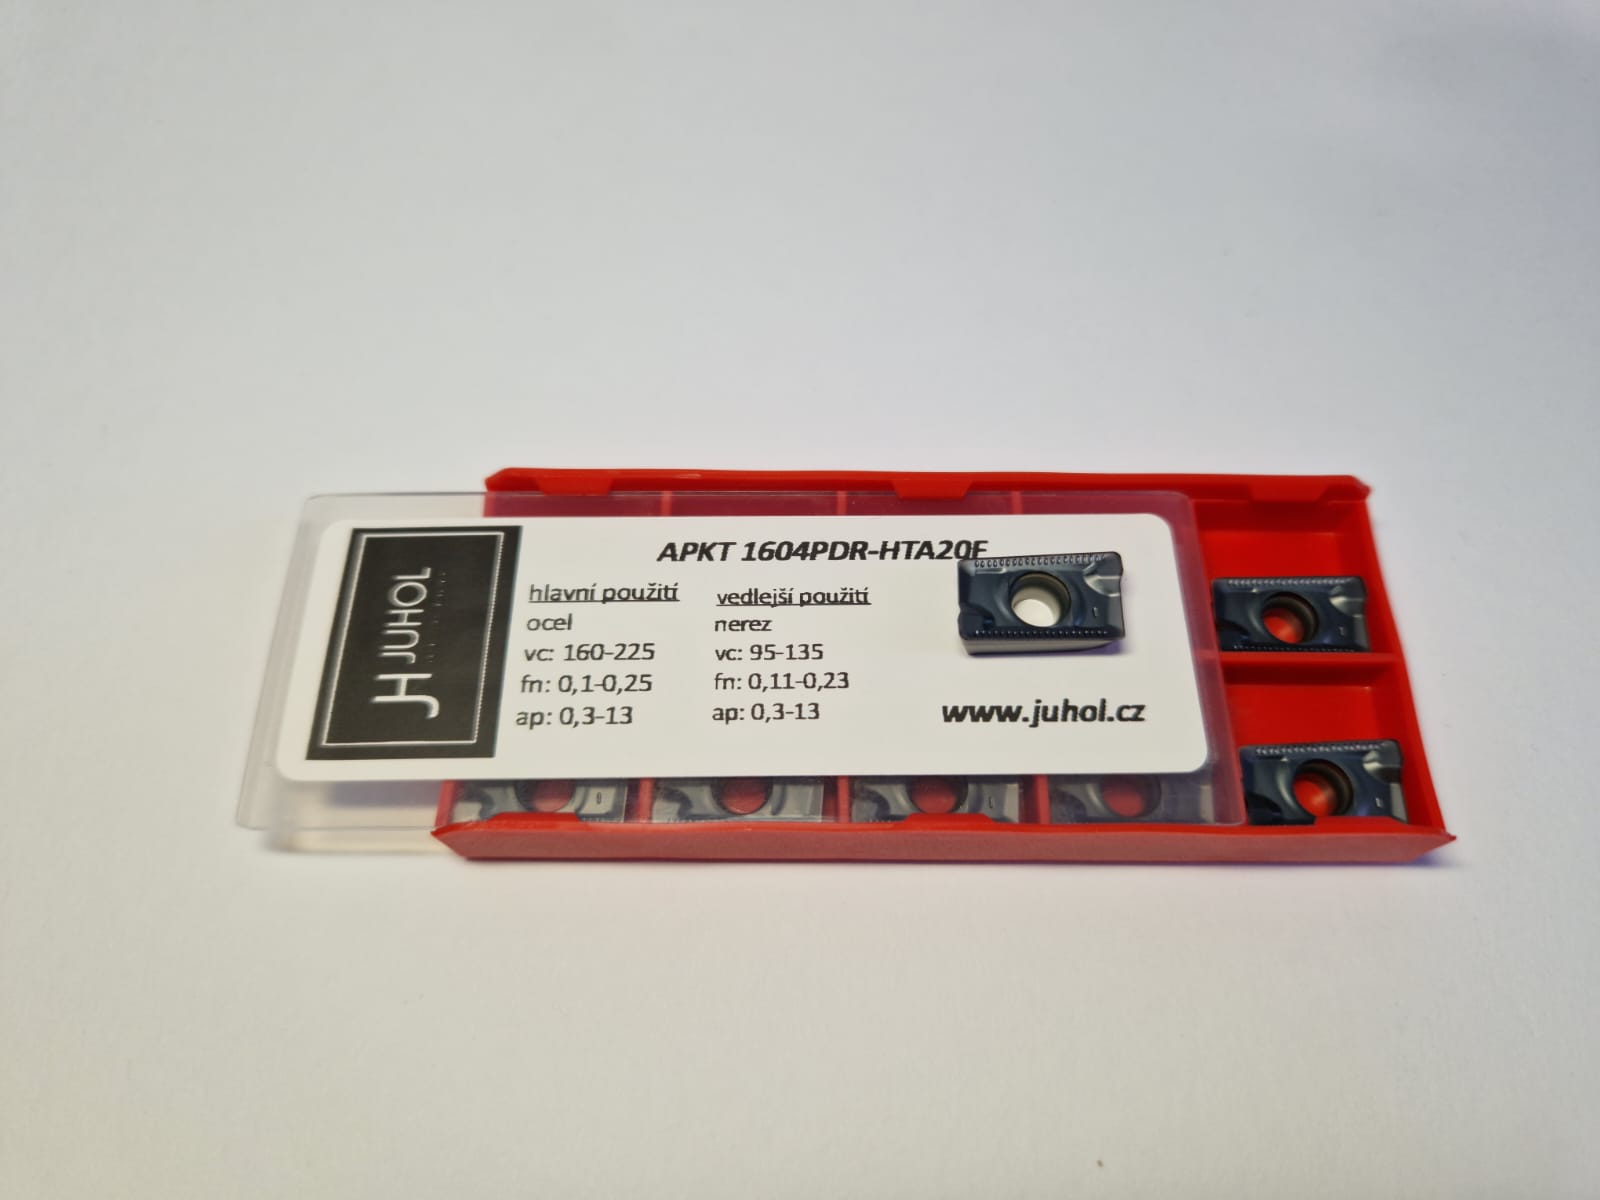 JH JUHOL
APKT 1604PDR-HTA20F
hlavní použití
ocel
vc: 160-225
fn: 0,1-0,25
ap: 0,3-13
vedlejší použití
nerez
vc: 95-135
fn: 0,11-0,23
ap: 0,3-13
www.juhol.cz